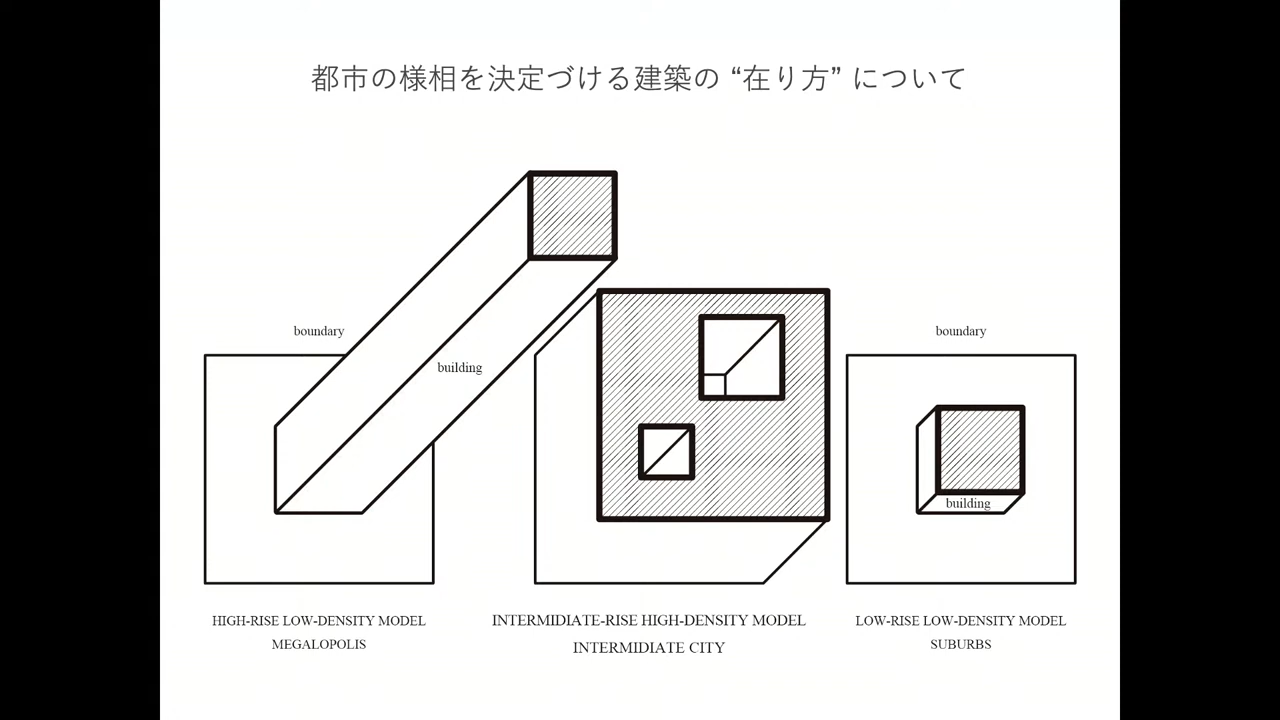 都市の様相を決定づける建築の “在り方” について
boundary
building
boundary
building
HIGH-RISE LOW-DENSITY MODEL
MEGALOPOLIS
INTERMIDIATE-RISE HIGH-DENSITY MODEL
INTERMIDIATE CITY
LOW-RISE LOW-DENSITY MODEL
SUBURBS